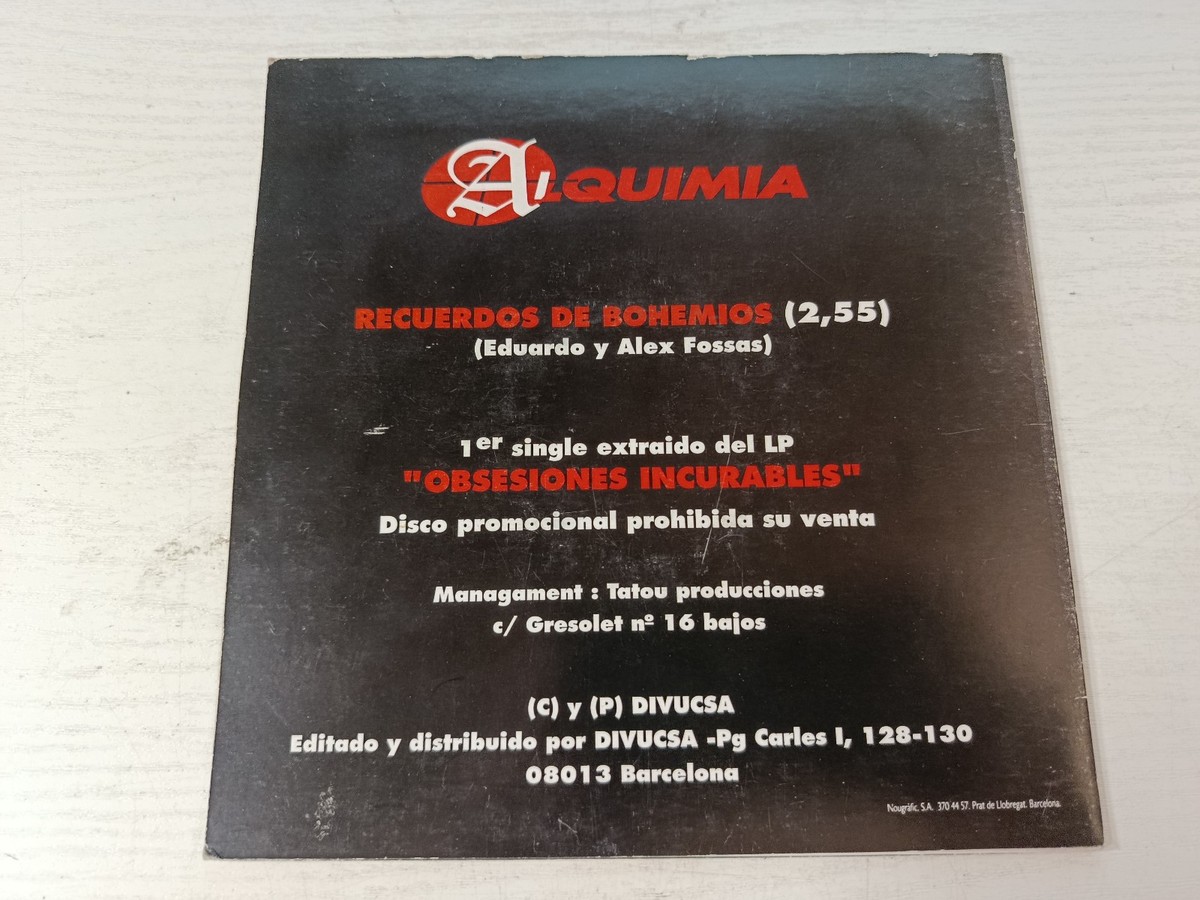 ALQUIMIA
RECUERDOS DE BOHEMIOS (2,55)
(Eduardo y Alex Fossas)
1er single extraido del LP
"OBSESIONES INCURABLES"
Disco promocional prohibida su venta
Managament : Tatou producciones
c/ Gresolet nº 16 bajos
(C) y (P) DIVUCSA
Editado y distribuido por DIVUCSA -Pg Carles I, 128-130
08013 Barcelona
Nougràfic, S.A. 370 44 57. Prat de Llobregat. Barcelona.